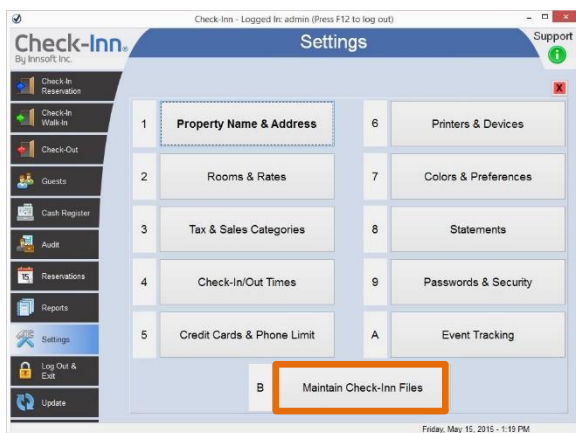 Check-Inn - Logged In: admin (Press F12 to log out)
Check-Inn®
By Innsoft Inc.
Settings
Support
i
X
Check-In
Reservation
Check-In
Walk-In
Check-Out
Guests
Cash Register
Audit
15
Reservations
Reports
Settings
Log Out &
Exit
Update
1 Property Name & Address
2 Rooms & Rates
3 Tax & Sales Categories
4 Check-In/Out Times
5 Credit Cards & Phone Limit
6 Printers & Devices
7 Colors & Preferences
8 Statements
9 Passwords & Security
A Event Tracking
B Maintain Check-Inn Files
Friday, May 15, 2015 - 1:19 PM